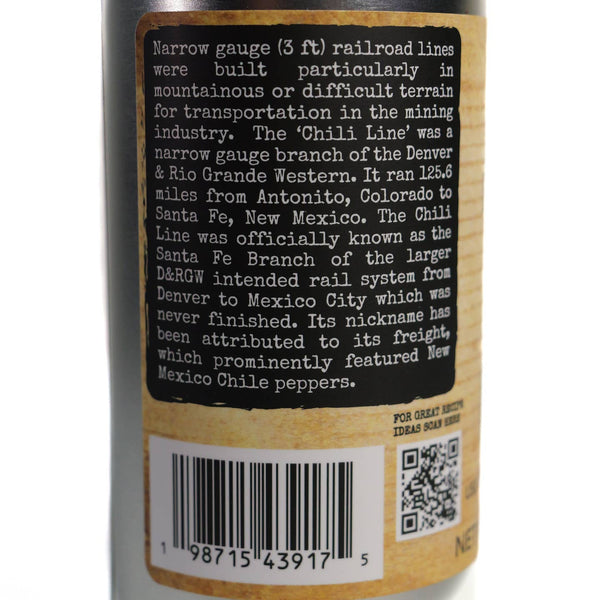 Narrow gauge (3 ft) railroad lines
were built particularly in
mountainous or difficult terrain
for transportation in the mining
industry. The ‘Chili Line’ was a
narrow gauge branch of the Denver
& Rio Grande Western. It ran 125.6
miles from Antonito, Colorado to
Santa Fe, New Mexico. The Chili
Line was officially known as the
Santa Fe Branch of the larger
D&RGW intended rail system from
Denver to Mexico City which was
never finished. Its nickname has
been attributed to its freight,
which prominently featured New
Mexico Chile peppers.
FOR GREAT RECIPE
IDEAS SCAN HERE
1 98715 43917 5
NET